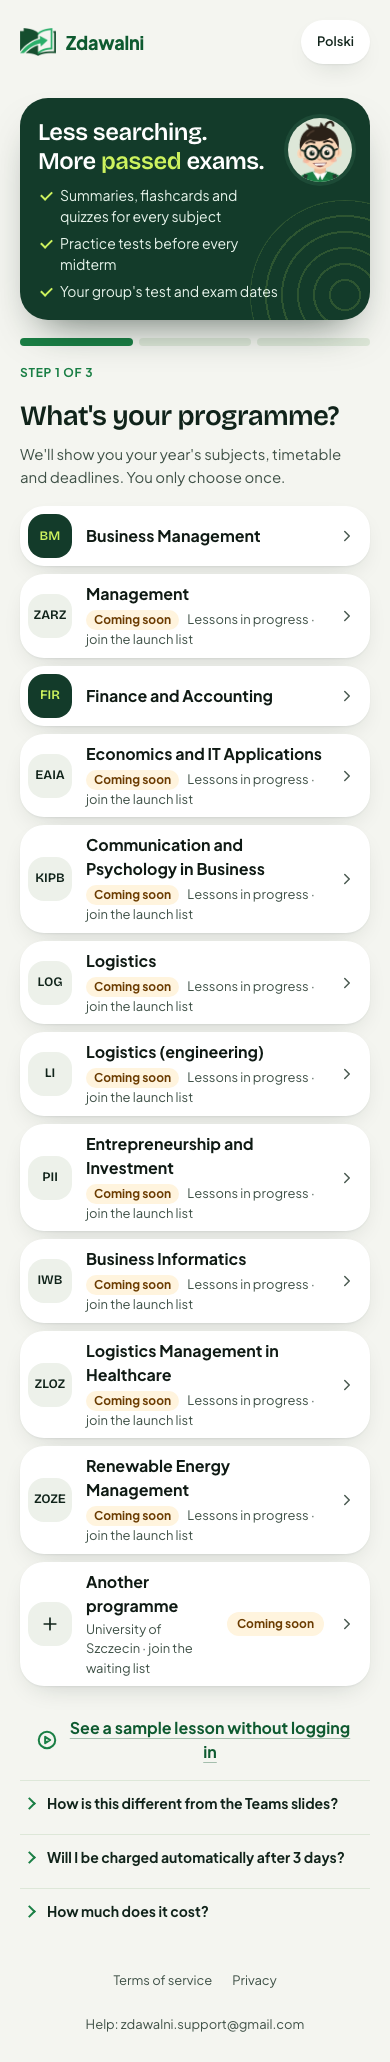 Zdawalni
Polski
Less searching.
More passed exams.
Summaries, flashcards and
quizzes for every subject
Practice tests before every
midterm
Your group's test and exam dates
STEP 1 OF 3
What's your programme?
We'll show you your year's subjects, timetable
and deadlines. You only choose once.
BM
Business Management
ZARZ
Management
Coming soon Lessons in progress ·
join the launch list
FIR
Finance and Accounting
EAIA
Economics and IT Applications
Coming soon Lessons in progress ·
join the launch list
KIPB
Communication and
Psychology in Business
Coming soon Lessons in progress ·
join the launch list
LOG
Logistics
Coming soon Lessons in progress ·
join the launch list
LI
Logistics (engineering)
Coming soon Lessons in progress ·
join the launch list
PII
Entrepreneurship and
Investment
Coming soon Lessons in progress ·
join the launch list
IWB
Business Informatics
Coming soon Lessons in progress ·
join the launch list
ZLOZ
Logistics Management in
Healthcare
Coming soon Lessons in progress ·
join the launch list
ZOZE
Renewable Energy
Management
Coming soon Lessons in progress ·
join the launch list
Another
programme
University of
Szczecin · join the
waiting list
Coming soon
See a sample lesson without logging
in
How is this different from the Teams slides?
Will I be charged automatically after 3 days?
How much does it cost?
Terms of service Privacy
Help: zdawalni.support@gmail.com